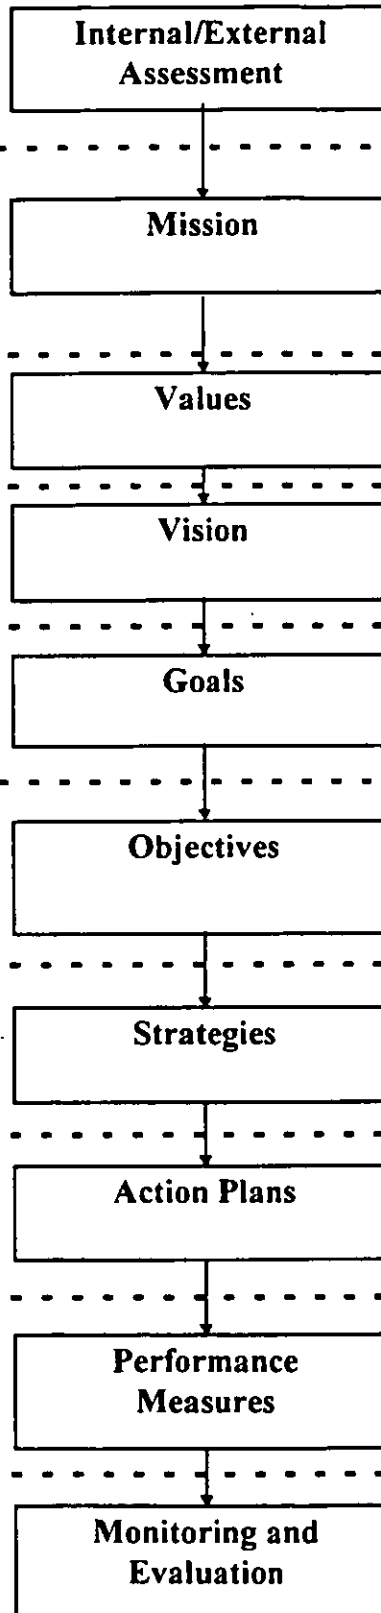 Internal/External
Assessment
Mission
Values
Vision
Goals
Objectives
Strategies
Action Plans
Performance
Measures
Monitoring and
Evaluation